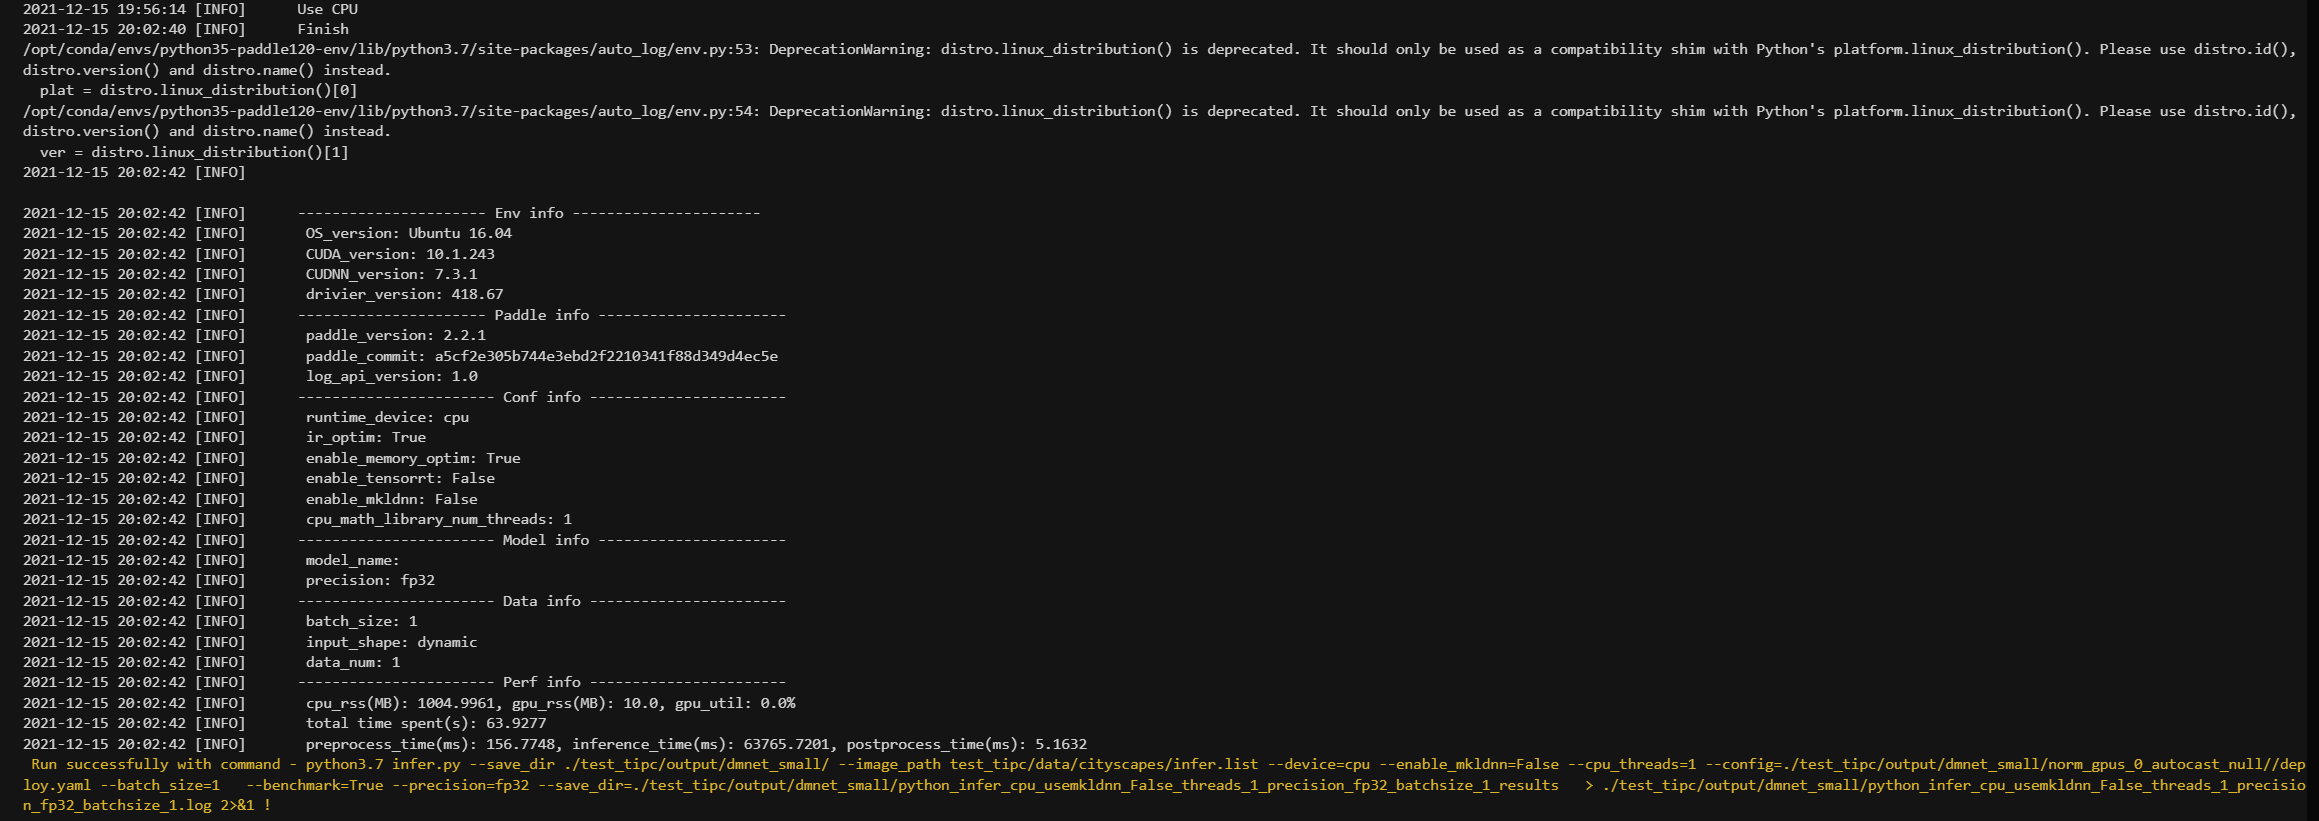 2021-12-15 19:56:14 [INFO]      Use CPU
2021-12-15 20:02:40 [INFO]      Finish
/opt/conda/envs/python35-paddle120-env/lib/python3.7/site-packages/auto_log/env.py:53: DeprecationWarning: distro.linux_distribution() is deprecated. It should only be used as a compatibility shim with Python's platform.linux_distribution(). Please use distro.id(),
distro.version() and distro.name() instead.
  plat = distro.linux_distribution()[0]
/opt/conda/envs/python35-paddle120-env/lib/python3.7/site-packages/auto_log/env.py:54: DeprecationWarning: distro.linux_distribution() is deprecated. It should only be used as a compatibility shim with Python's platform.linux_distribution(). Please use distro.id(),
distro.version() and distro.name() instead.
  ver = distro.linux_distribution()[1]
2021-12-15 20:02:42 [INFO]
2021-12-15 20:02:42 [INFO]      ---------------------- Env info ----------------------
2021-12-15 20:02:42 [INFO]       OS_version: Ubuntu 16.04
2021-12-15 20:02:42 [INFO]       CUDA_version: 10.1.243
2021-12-15 20:02:42 [INFO]       CUDNN_version: 7.3.1
2021-12-15 20:02:42 [INFO]       drivier_version: 418.67
2021-12-15 20:02:42 [INFO]      ---------------------- Paddle info ----------------------
2021-12-15 20:02:42 [INFO]       paddle_version: 2.2.1
2021-12-15 20:02:42 [INFO]       paddle_commit: a5cf2e305b744e3ebd2f2210341f88d349d4ec5e
2021-12-15 20:02:42 [INFO]       log_api_version: 1.0
2021-12-15 20:02:42 [INFO]      ----------------------- Conf info -----------------------
2021-12-15 20:02:42 [INFO]       runtime_device: cpu
2021-12-15 20:02:42 [INFO]       ir_optim: True
2021-12-15 20:02:42 [INFO]       enable_memory_optim: True
2021-12-15 20:02:42 [INFO]       enable_tensorrt: False
2021-12-15 20:02:42 [INFO]       enable_mkldnn: False
2021-12-15 20:02:42 [INFO]       cpu_math_library_num_threads: 1
2021-12-15 20:02:42 [INFO]      ----------------------- Model info ----------------------
2021-12-15 20:02:42 [INFO]       model_name:
2021-12-15 20:02:42 [INFO]       precision: fp32
2021-12-15 20:02:42 [INFO]      ----------------------- Data info -----------------------
2021-12-15 20:02:42 [INFO]       batch_size: 1
2021-12-15 20:02:42 [INFO]       input_shape: dynamic
2021-12-15 20:02:42 [INFO]       data_num: 1
2021-12-15 20:02:42 [INFO]      ----------------------- Perf info -----------------------
2021-12-15 20:02:42 [INFO]       cpu_rss(MB): 1004.9961, gpu_rss(MB): 10.0, gpu_util: 0.0%
2021-12-15 20:02:42 [INFO]       total time spent(s): 63.9277
2021-12-15 20:02:42 [INFO]       preprocess_time(ms): 156.7748, inference_time(ms): 63765.7201, postprocess_time(ms): 5.1632
 Run successfully with command - python3.7 infer.py --save_dir ./test_tipc/output/dmnet_small/ --image_path test_tipc/data/cityscapes/infer.list --device=cpu --enable_mkldnn=False --cpu_threads=1 --config=./test_tipc/output/dmnet_small/norm_gpus_0_autocast_null//dep
loy.yaml --batch_size=1   --benchmark=True --precision=fp32 --save_dir=./test_tipc/output/dmnet_small/python_infer_cpu_usemkldnn_False_threads_1_precision_fp32_batchsize_1_results   > ./test_tipc/output/dmnet_small/python_infer_cpu_usemkldnn_False_threads_1_precisio
n_fp32_batchsize_1.log 2>&1 !